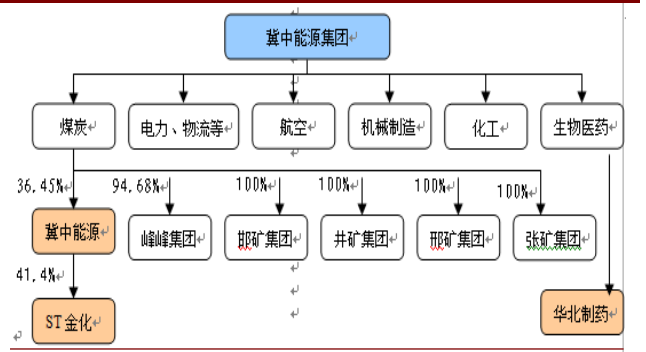 冀中能源集团
煤炭
电力、物流等
航空
机械制造
化工
生物医药
36.45%
94.68%
100%
100%
100%
100%
冀中能源
峰峰集团
邯矿集团
井矿集团
邢矿集团
张矿集团
41.4%
ST金化
华北制药